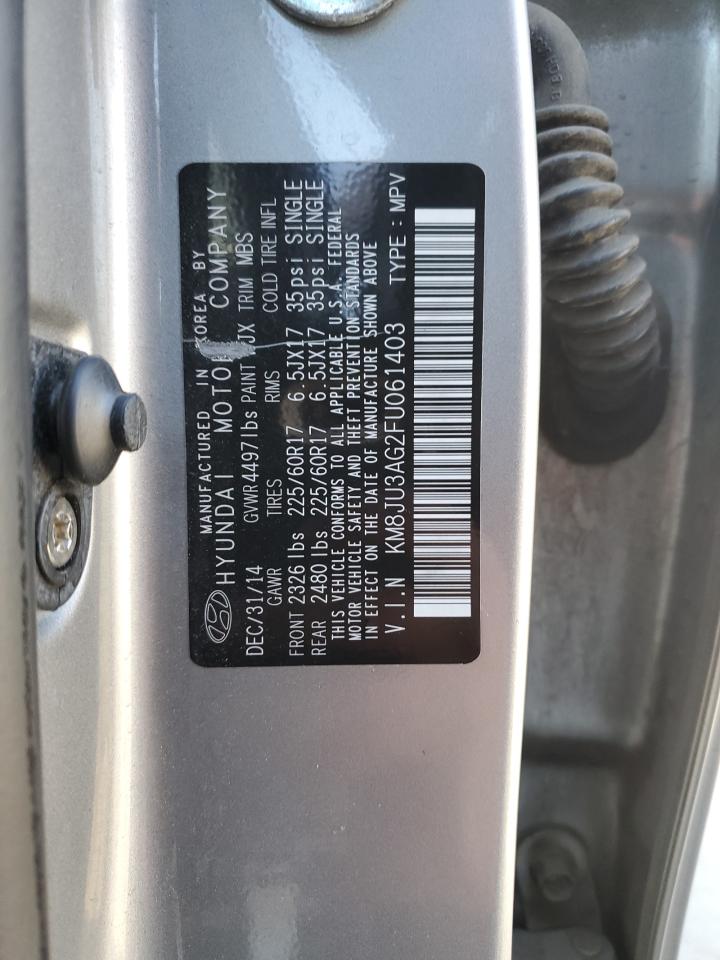 MANUFACTURED IN KOREA BY
HYUNDAI MOTOR COMPANY
DEC/31/14 GVWR 4497lbs PAINT JX TRIM MBS
GAWR TIRES RIMS COLD TIRE INFL
FRONT 2326 lbs 225/60R17 6.5JX17 35psi SINGLE
REAR 2480 lbs 225/60R17 6.5JX17 35psi SINGLE
THIS VEHICLE CONFORMS TO ALL APPLICABLE U.S.A. FEDERAL
MOTOR VEHICLE SAFETY AND THEFT PREVENTION STANDARDS
IN EFFECT ON THE DATE OF MANUFACTURE SHOWN ABOVE
V.I.N KM8JU3AG2FU061403 TYPE : MPV